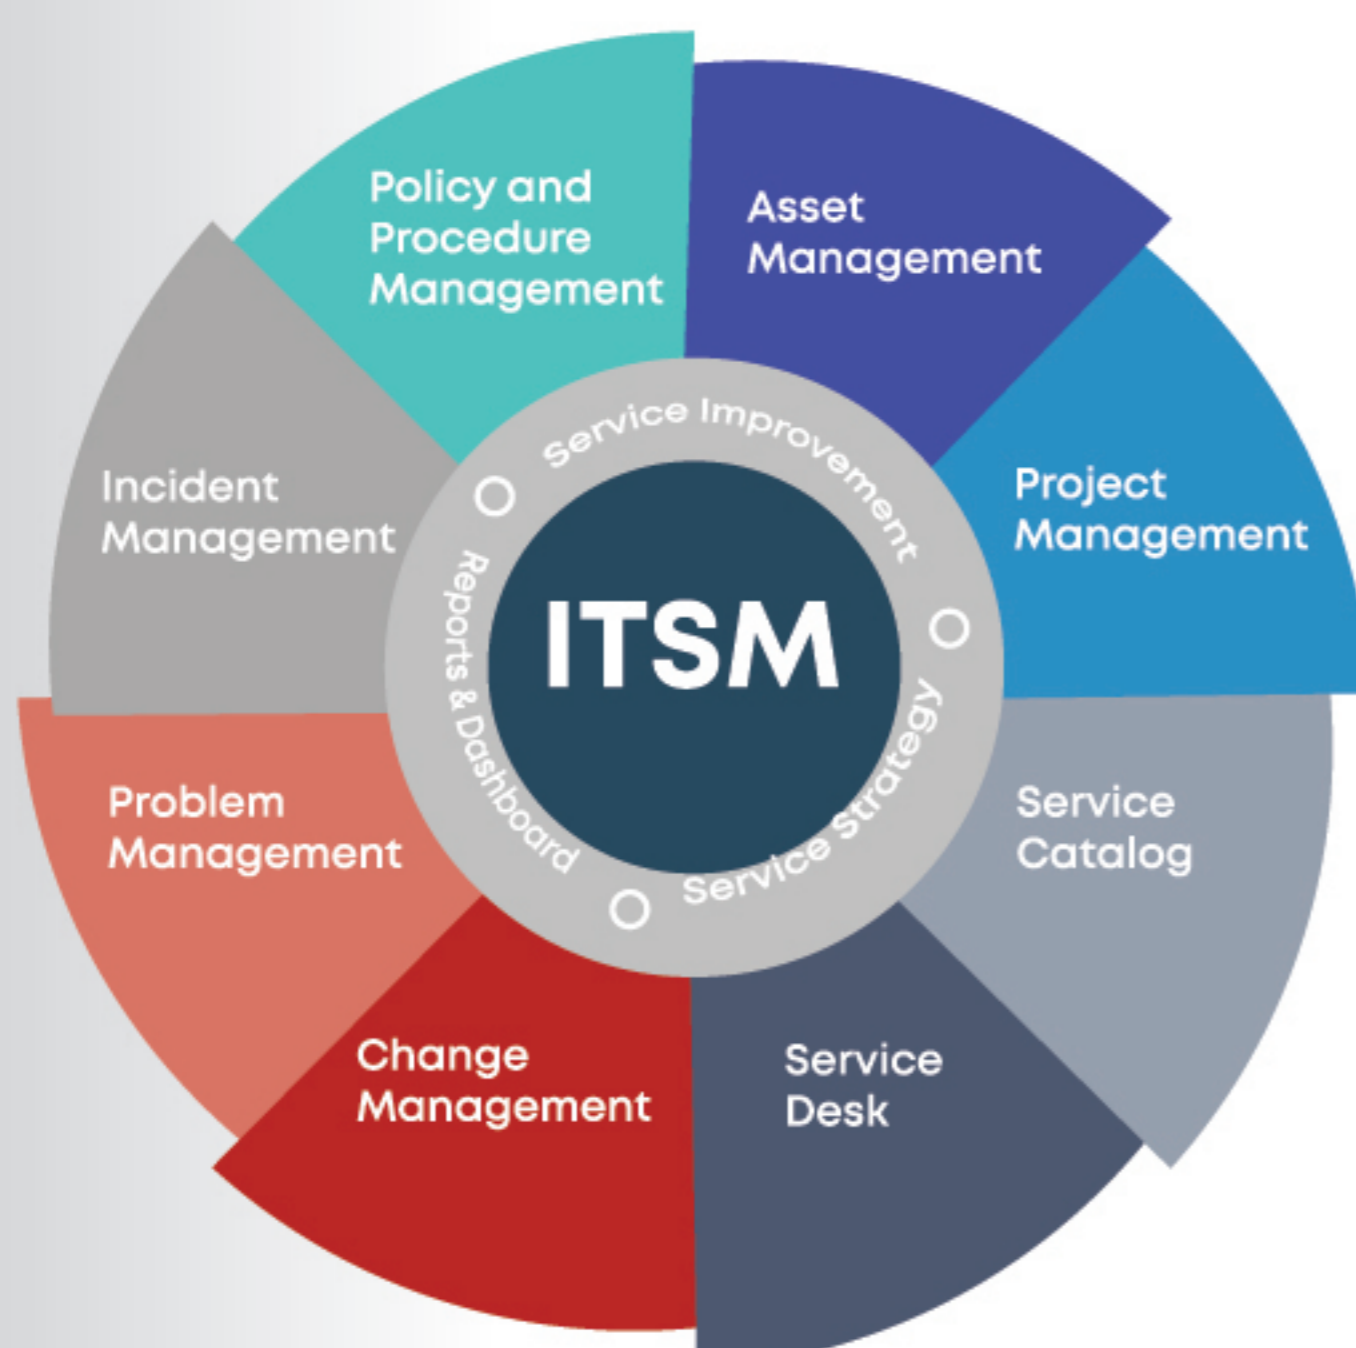 Policy and
Procedure
Management
Asset
Management
Incident
Management
Project
Management
Service Improvement
Reports & Dashboard
Service Strategy
ITSM
Problem
Management
Service
Catalog
Change
Management
Service
Desk